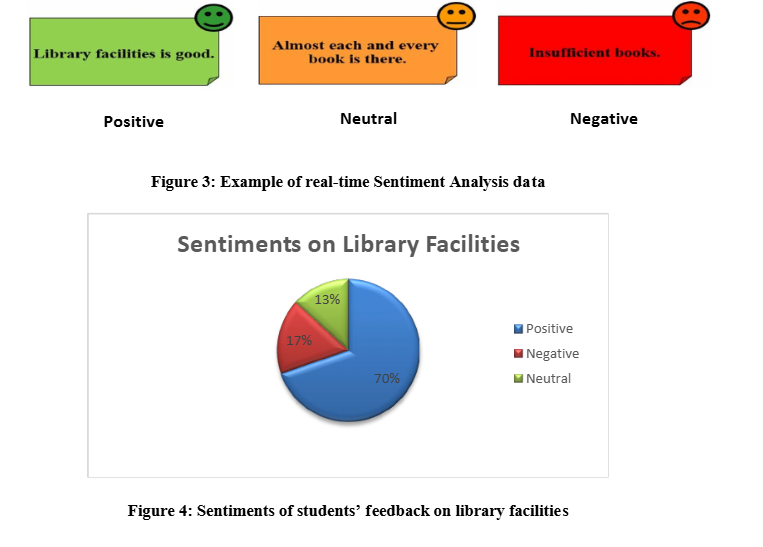 Library facilities is good.
Almost each and every
book is there.
Insufficient books.
Positive
Neutral
Negative
Figure 3: Example of real-time Sentiment Analysis data
Sentiments on Library Facilities
13%
17%
70%
Positive
Negative
Neutral
Figure 4: Sentiments of students’ feedback on library facilities